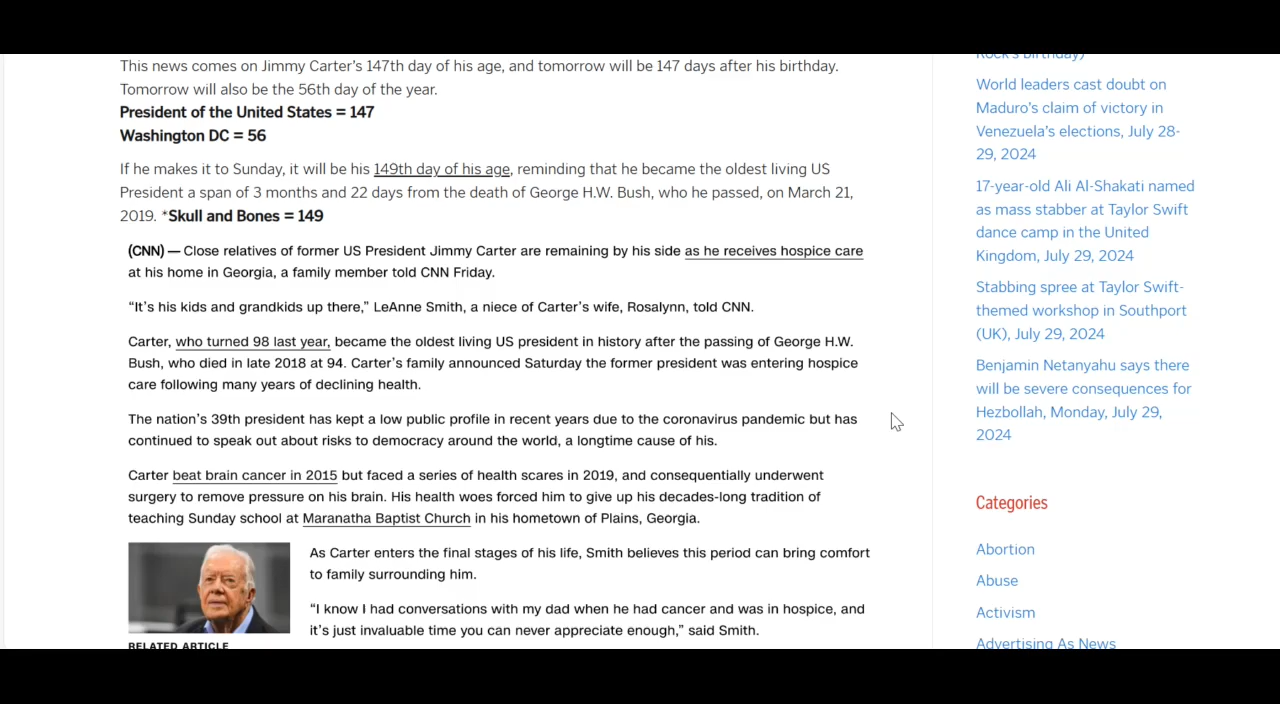 This news comes on Jimmy Carter's 147th day of his age, and tomorrow will be 147 days after his birthday.
Tomorrow will also be the 56th day of the year.
President of the United States = 147
Washington DC = 56
If he makes it to Sunday, it will be his 149th day of his age, reminding that he became the oldest living US
President a span of 3 months and 22 days from the death of George H.W. Bush, who he passed, on March 21,
2019. *Skull and Bones = 149
(CNN) — Close relatives of former US President Jimmy Carter are remaining by his side as he receives hospice care
at his home in Georgia, a family member told CNN Friday.
“It’s his kids and grandkids up there,” LeAnne Smith, a niece of Carter’s wife, Rosalynn, told CNN.
Carter, who turned 98 last year, became the oldest living US president in history after the passing of George H.W.
Bush, who died in late 2018 at 94. Carter’s family announced Saturday the former president was entering hospice
care following many years of declining health.
The nation’s 39th president has kept a low public profile in recent years due to the coronavirus pandemic but has
continued to speak out about risks to democracy around the world, a longtime cause of his.
Carter beat brain cancer in 2015 but faced a series of health scares in 2019, and consequentially underwent
surgery to remove pressure on his brain. His health woes forced him to give up his decades-long tradition of
teaching Sunday school at Maranatha Baptist Church in his hometown of Plains, Georgia.
As Carter enters the final stages of his life, Smith believes this period can bring comfort
to family surrounding him.
“I know I had conversations with my dad when he had cancer and was in hospice, and
it’s just invaluable time you can never appreciate enough,” said Smith.
RELATED ARTICLE
Rock's birthday)
World leaders cast doubt on
Maduro's claim of victory in
Venezuela's elections, July 28-
29, 2024
17-year-old Ali Al-Shakati named
as mass stabber at Taylor Swift
dance camp in the United
Kingdom, July 29, 2024
Stabbing spree at Taylor Swift-
themed workshop in Southport
(UK), July 29, 2024
Benjamin Netanyahu says there
will be severe consequences for
Hezbollah, Monday, July 29,
2024
Categories
Abortion
Abuse
Activism
Advertising As News